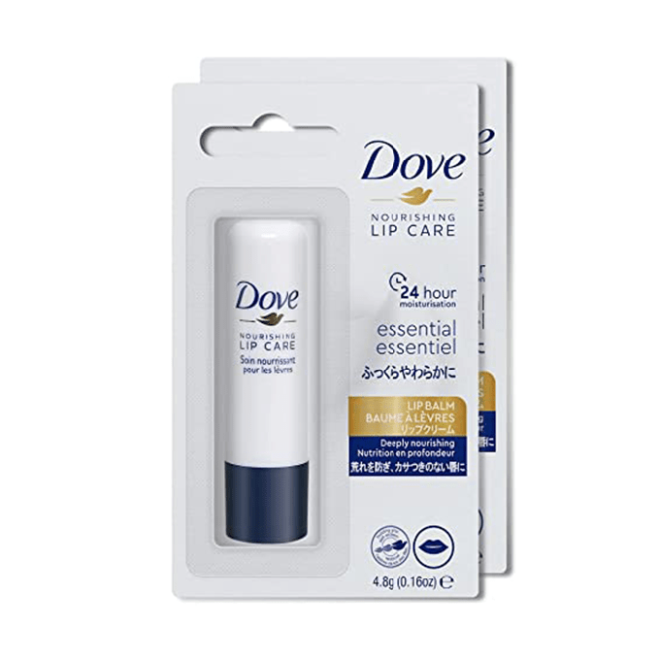 Dove
NOURISHING
LIP CARE
24 hour
moisturisation
essential
essentiel
ふっくらやわらかに
LIP BALM
BAUME À LÈVRES
リップクリーム
Deeply nourishing
Nutrition en profondeur
荒れを防ぎ、カサつきのない唇に
4.8g (0.16oz) ℮
Dove
NOURISHING
LIP CARE
Soin nourrissant
pour les lèvres